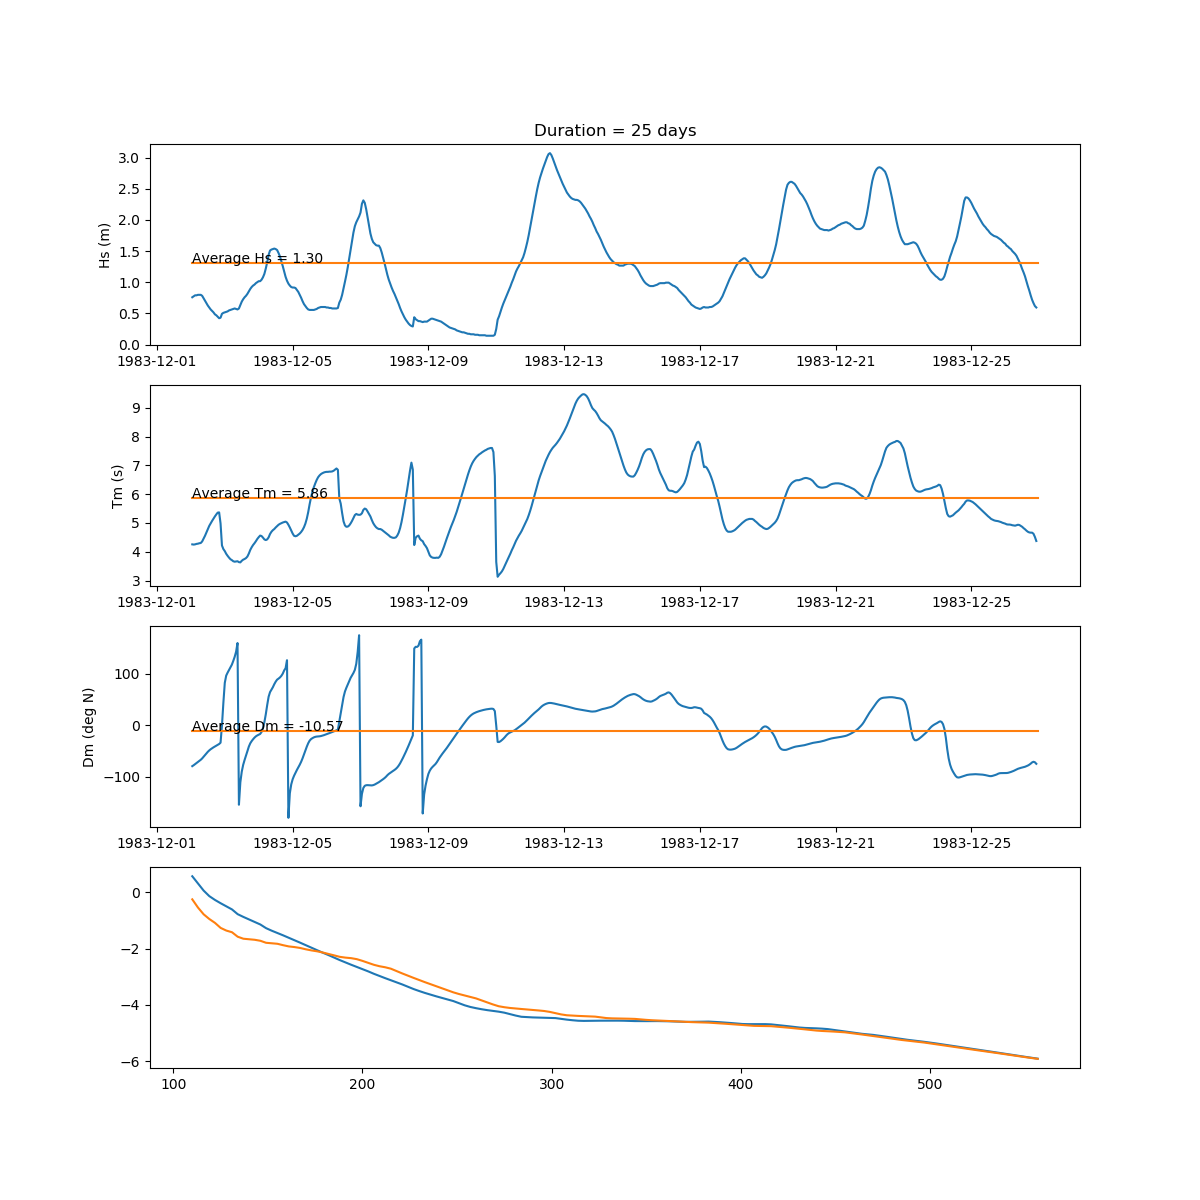 Duration = 25 days
Hs (m)
3.0
2.5
2.0
1.5
1.0
0.5
0.0
Average Hs = 1.30
1983-12-01 1983-12-05 1983-12-09 1983-12-13 1983-12-17 1983-12-21 1983-12-25
Tm (s)
9
8
7
6
5
4
3
Average Tm = 5.86
1983-12-01 1983-12-05 1983-12-09 1983-12-13 1983-12-17 1983-12-21 1983-12-25
Dm (deg N)
100
0
−100
Average Dm = -10.57
1983-12-01 1983-12-05 1983-12-09 1983-12-13 1983-12-17 1983-12-21 1983-12-25
0
−2
−4
−6
100 200 300 400 500